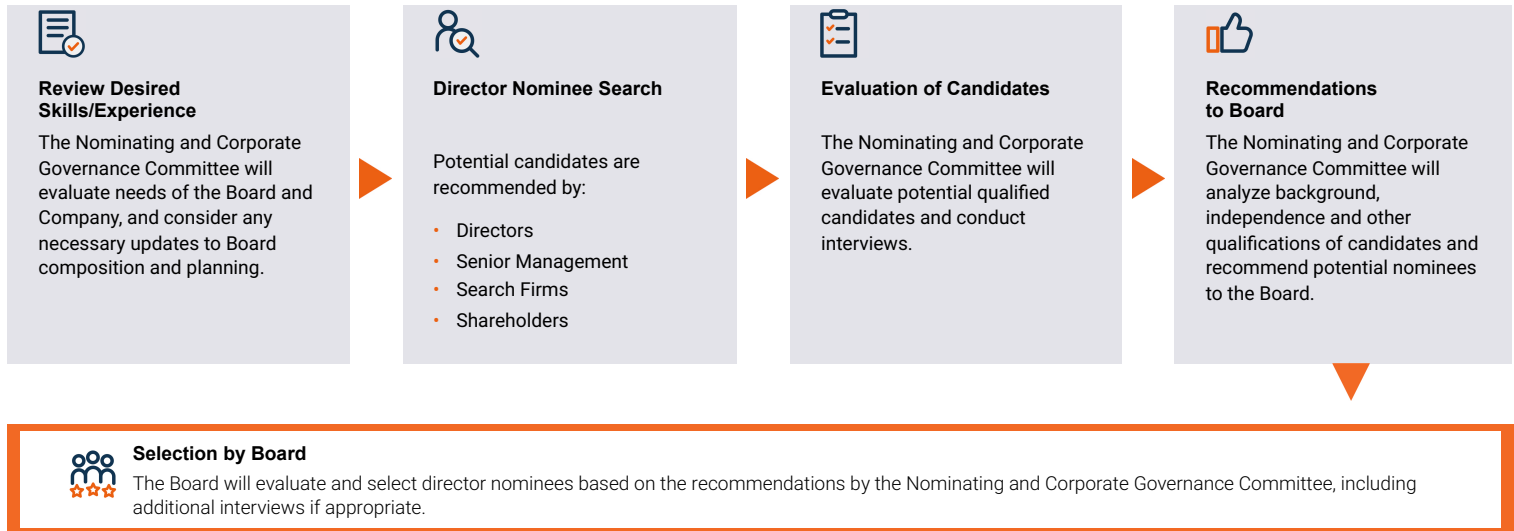 Review Desired
Skills/Experience
The Nominating and Corporate
Governance Committee will
evaluate needs of the Board and
Company, and consider any
necessary updates to Board
composition and planning.
Director Nominee Search
Potential candidates are
recommended by:
• Directors
• Senior Management
• Search Firms
• Shareholders
Evaluation of Candidates
The Nominating and Corporate
Governance Committee will
evaluate potential qualified
candidates and conduct
interviews.
Recommendations
to Board
The Nominating and Corporate
Governance Committee will
analyze background,
independence and other
qualifications of candidates and
recommend potential nominees
to the Board.
Selection by Board
The Board will evaluate and select director nominees based on the recommendations by the Nominating and Corporate Governance Committee, including
additional interviews if appropriate.